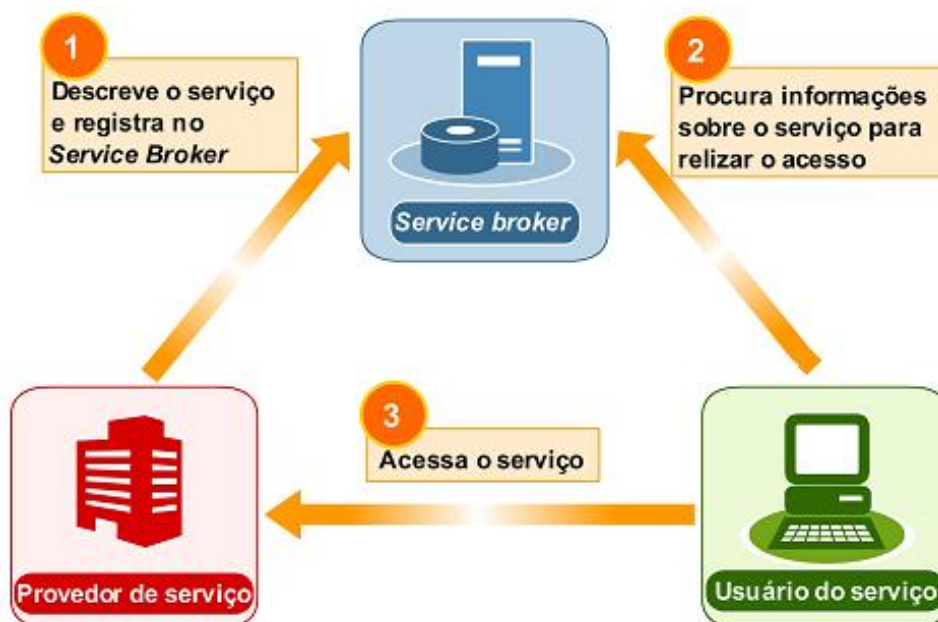 1
Descreve o serviço
e registra no
Service Broker
2
Procura informações
sobre o serviço para
relizar o acesso
Service broker
3
Acessa o serviço
Provedor de serviço
Usuário do serviço